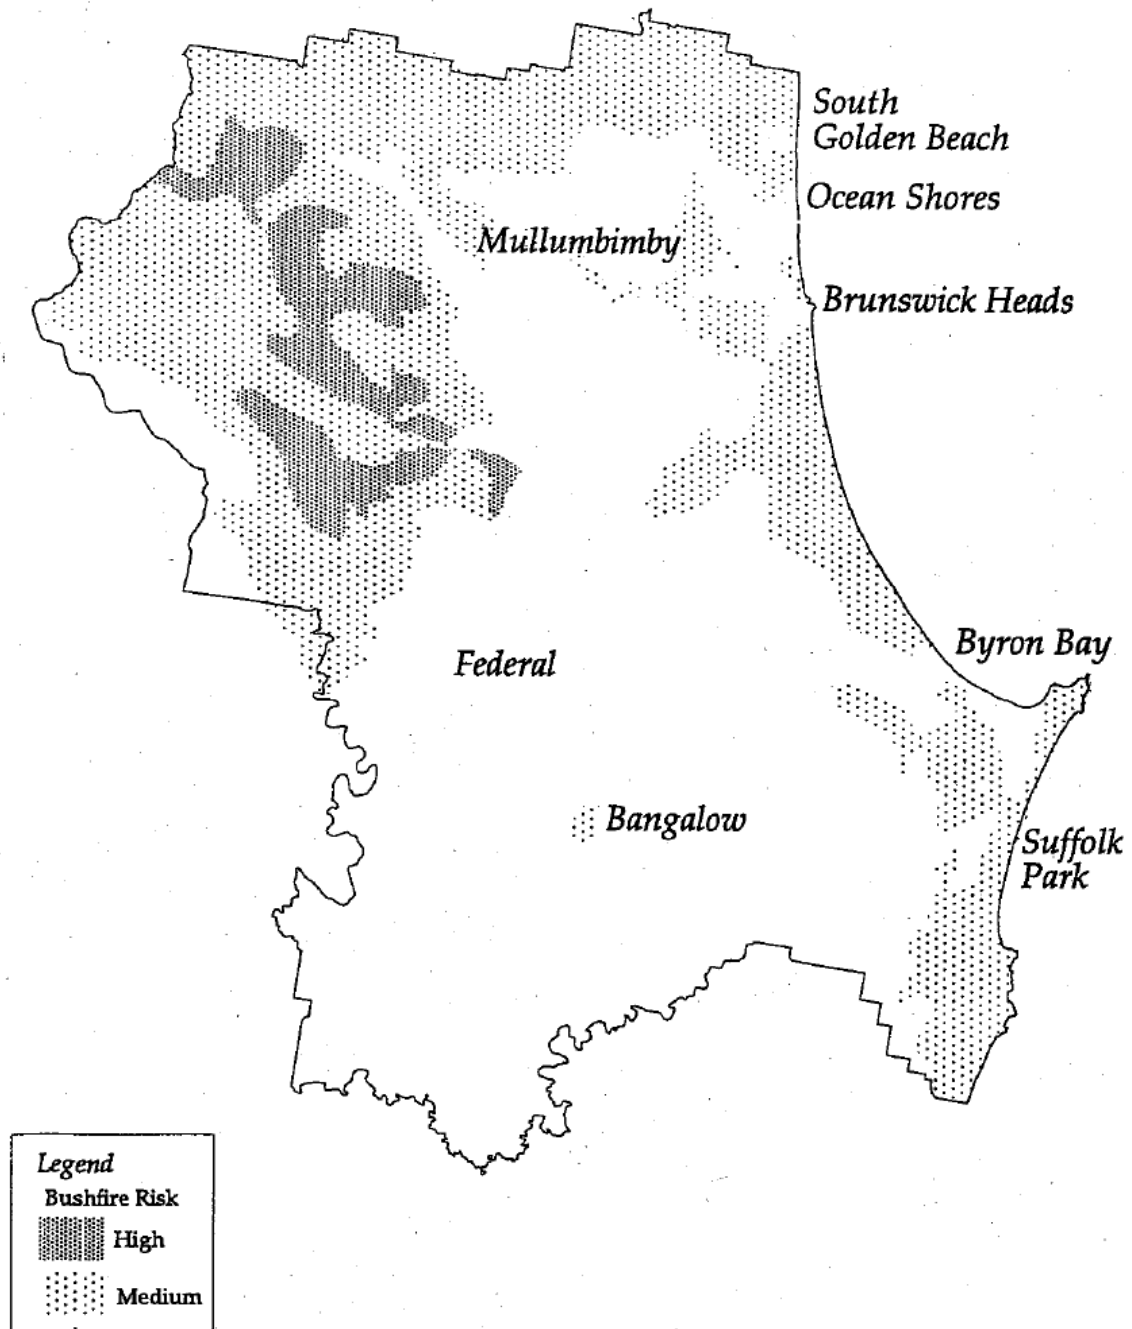 South
Golden Beach
Ocean Shores
Mullumbimby
Brunswick Heads
Byron Bay
Federal
Bangalow
Suffolk
Park
Legend
Bushfire Risk
High
Medium